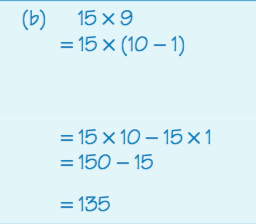 (b) 15 × 9
= 15 × (10 − 1)
= 15 × 10 − 15 × 1
= 150 − 15
= 135